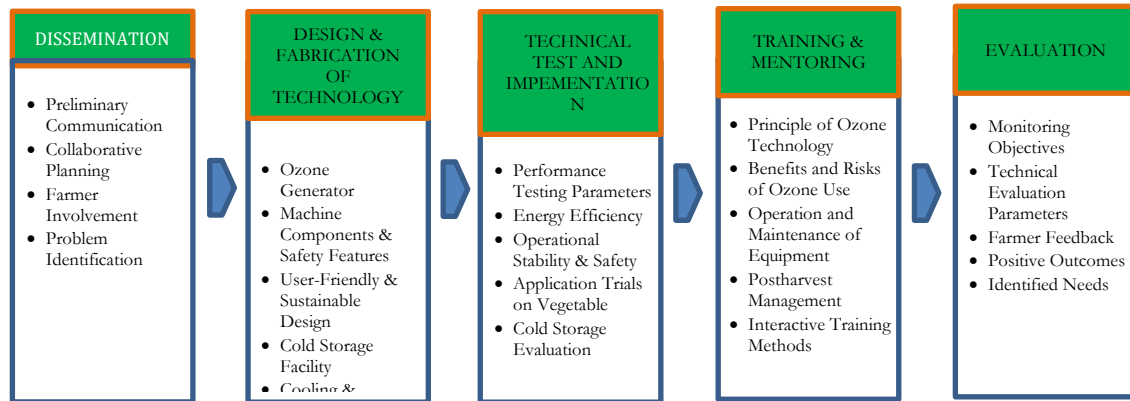 DISSEMINATION
• Preliminary
Communication
• Collaborative
Planning
• Farmer
Involvement
• Problem
Identification
DESIGN &
FABRICATION
OF
TECHNOLOGY
• Ozone
Generator
• Machine
Components &
Safety Features
• User-Friendly &
Sustainable
Design
• Cold Storage
Facility
• Cooling &
TECHNICAL
TEST AND
IMPEMENTATIO
N
• Performance
Testing Parameters
• Energy Efficiency
• Operational
Stability & Safety
• Application Trials
on Vegetable
• Cold Storage
Evaluation
TRAINING &
MENTORING
• Principle of Ozone
Technology
• Benefits and Risks
of Ozone Use
• Operation and
Maintenance of
Equipment
• Postharvest
Management
• Interactive Training
Methods
EVALUATION
• Monitoring
Objectives
• Technical
Evaluation
Parameters
• Farmer Feedback
• Positive Outcomes
• Identified Needs